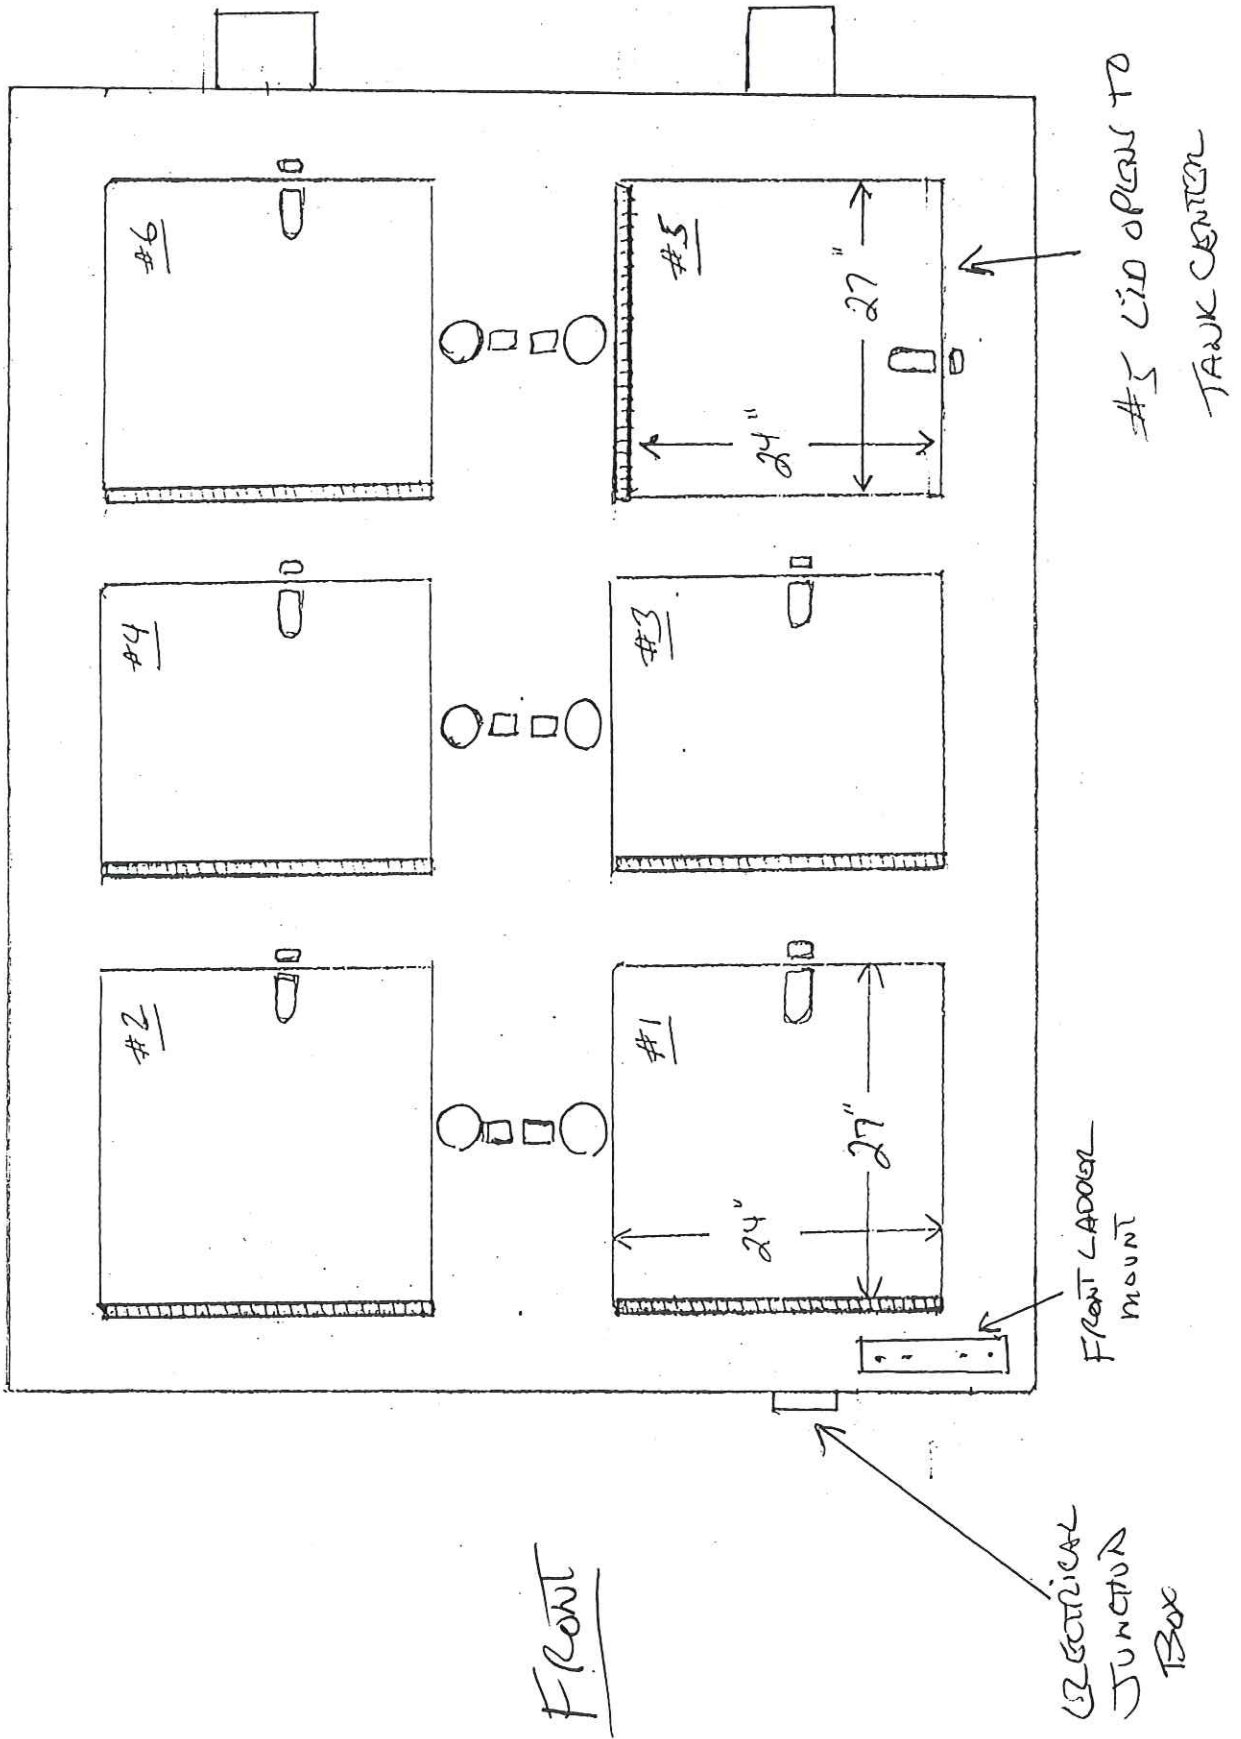 #2
#4
#6
#1
24"
27"
#3
#5
24"
27"
FRONT
ELECTRICAL
JUNCTION
BOX
FRONT LADDER
MOUNT
#5 LID OPENS TO
TANK CENTER